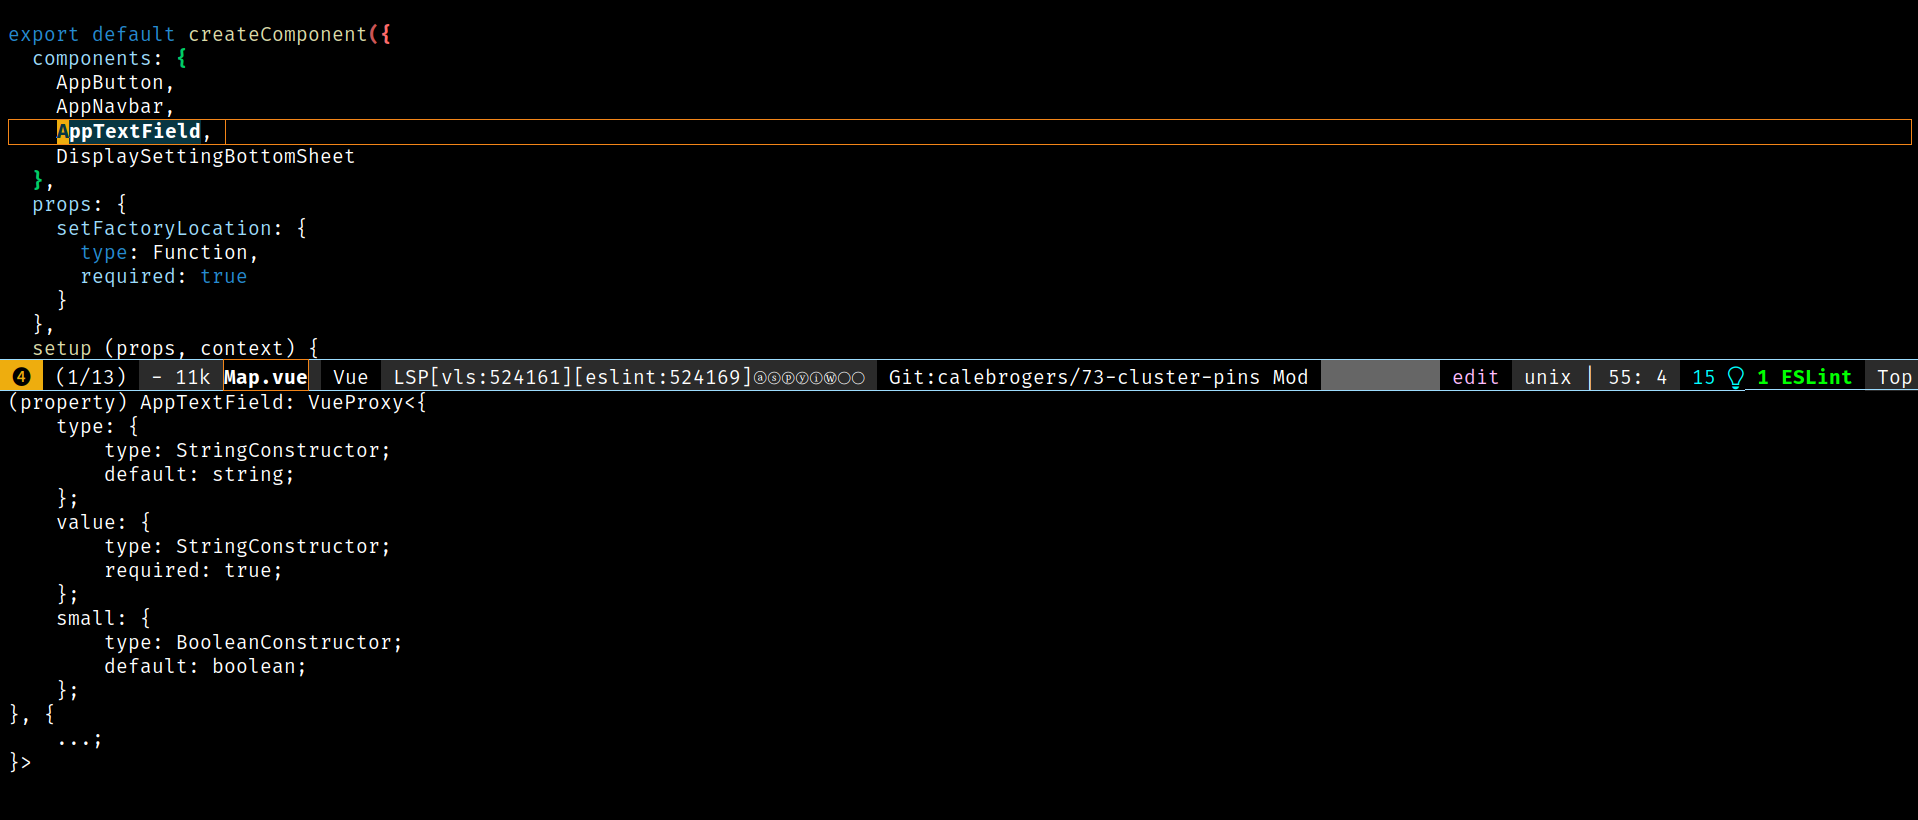 export default createComponent({
  components: {
    AppButton,
    AppNavbar,
    AppTextField,
    DisplaySettingBottomSheet
  },
  props: {
    setFactoryLocation: {
      type: Function,
      required: true
    }
  },
  setup (props, context) {
❹ (1/13) - 11k Map.vue Vue LSP[vls:524161][eslint:524169]ⓐⓢⓟⓨⓘⓦ◯◯ Git:calebrogers/73-cluster-pins Mod edit unix | 55: 4 15 1 ESLint Top
(property) AppTextField: VueProxy<{
    type: {
        type: StringConstructor;
        default: string;
    };
    value: {
        type: StringConstructor;
        required: true;
    };
    small: {
        type: BooleanConstructor;
        default: boolean;
    };
}, {
    ...;
}>